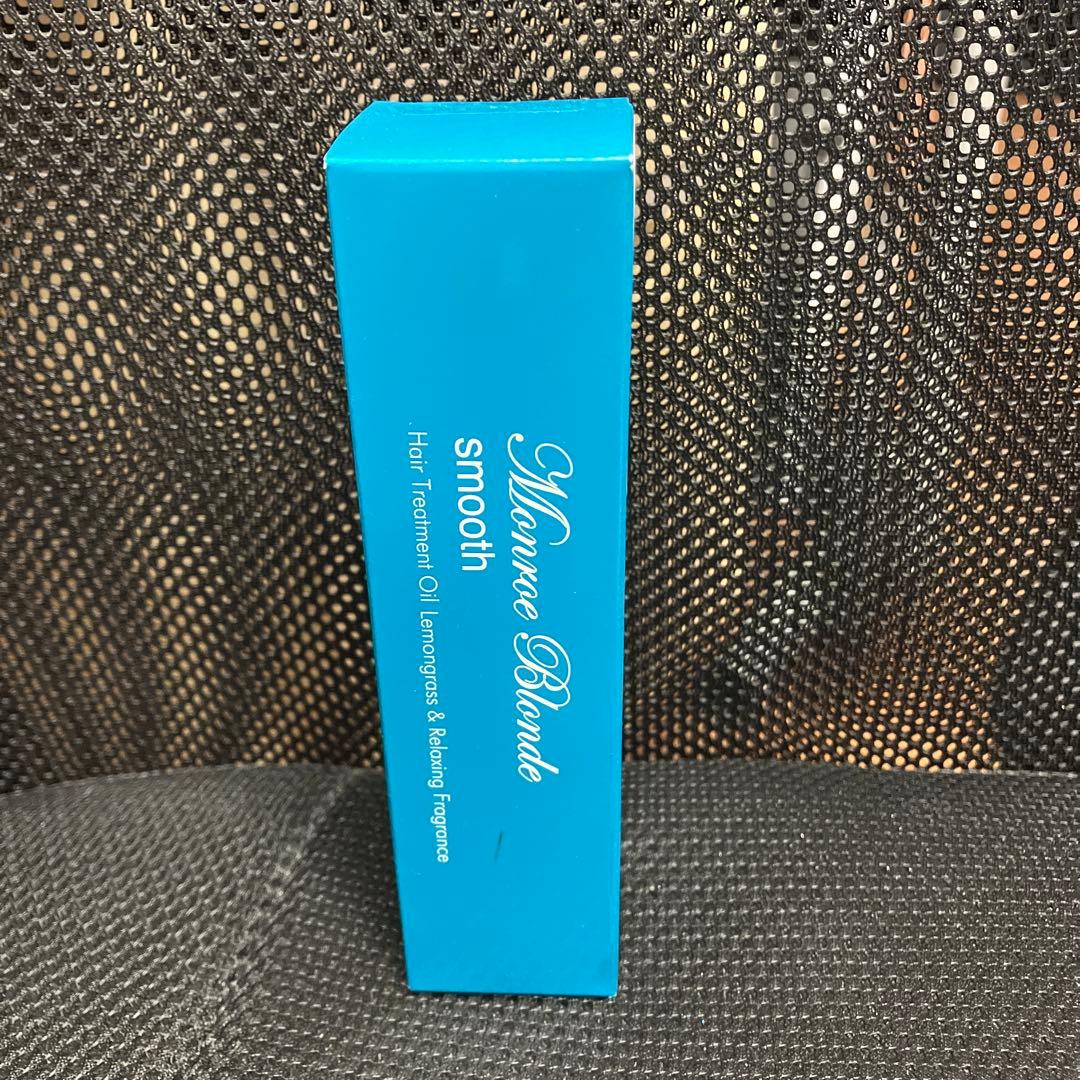 Monroe Blonde
smooth
Hair Treatment Oil Lemongrass & Relaxing Fragrance